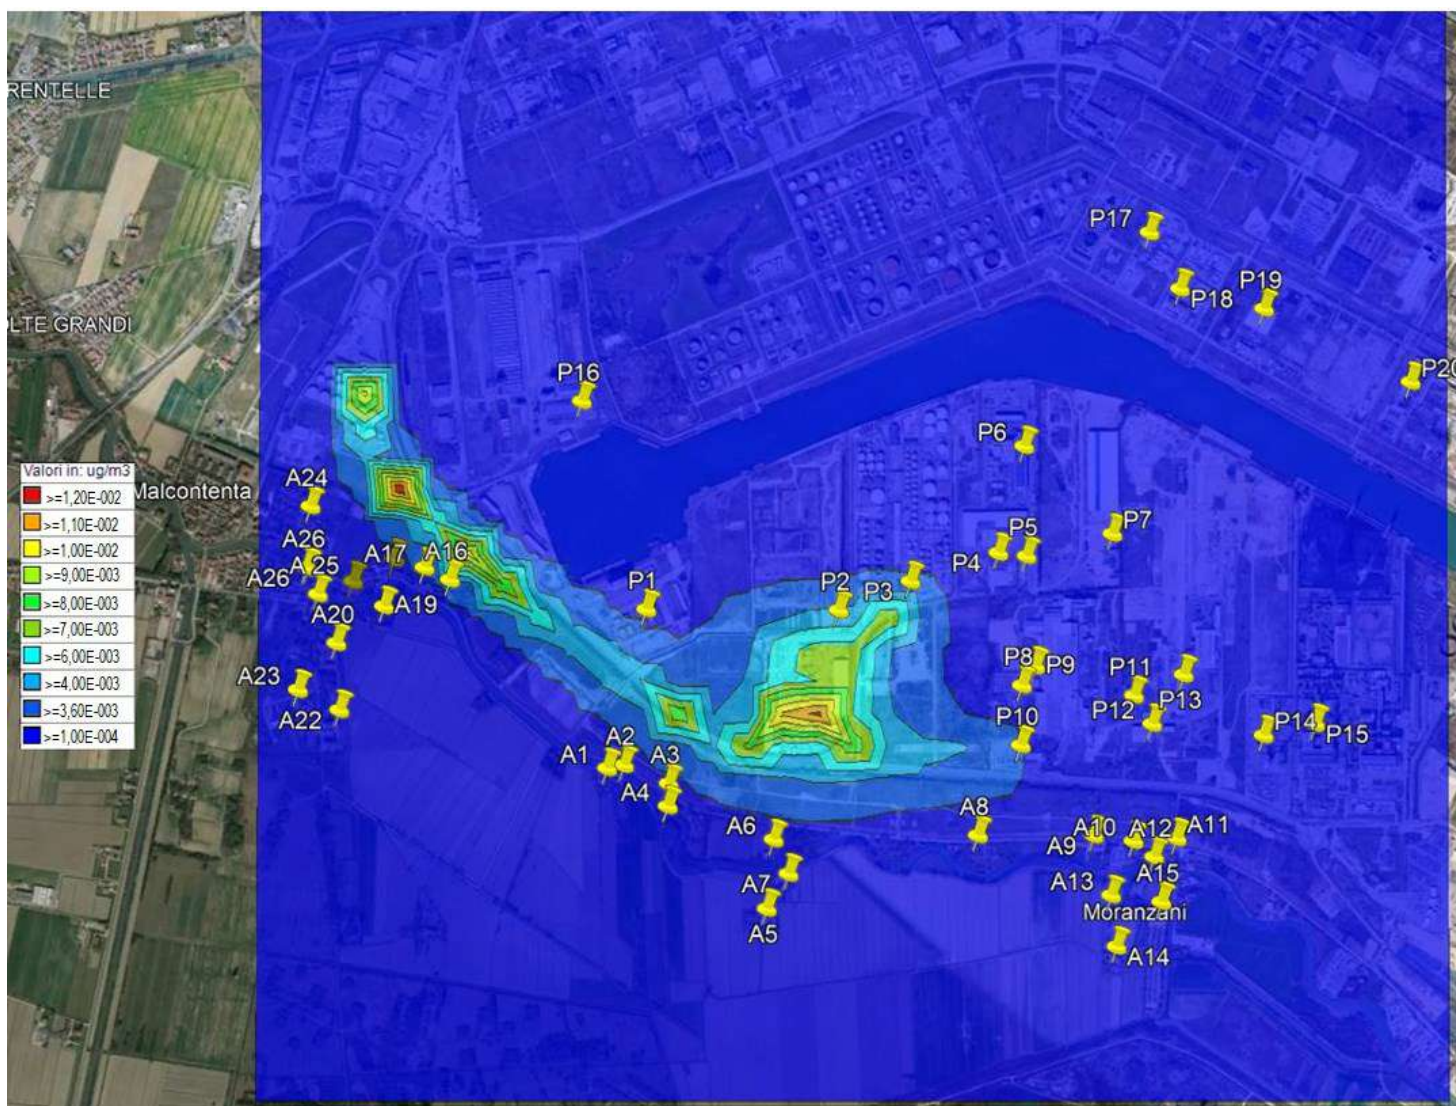 RENTELLE
P17
P18
P19
OLTE GRANDI
P16
P20
P6
Valori in: ug/m3
>=1,20E-002
>=1,10E-002
>=1,00E-002
>=9,00E-003
>=8,00E-003
>=7,00E-003
>=6,00E-003
>=4,00E-003
>=3,60E-003
>=1,00E-004
Malcontenta
A24
P5
P7
P4
A26
A17
A16
A25
A26
P1
P2
P3
A19
A20
P8
P9
P11
A23
A22
P12
P13
P10
P14
P15
A2
A1
A3
A4
A6
A8
A10
A12
A11
A9
A7
A15
A13
Moranzani
A5
A14